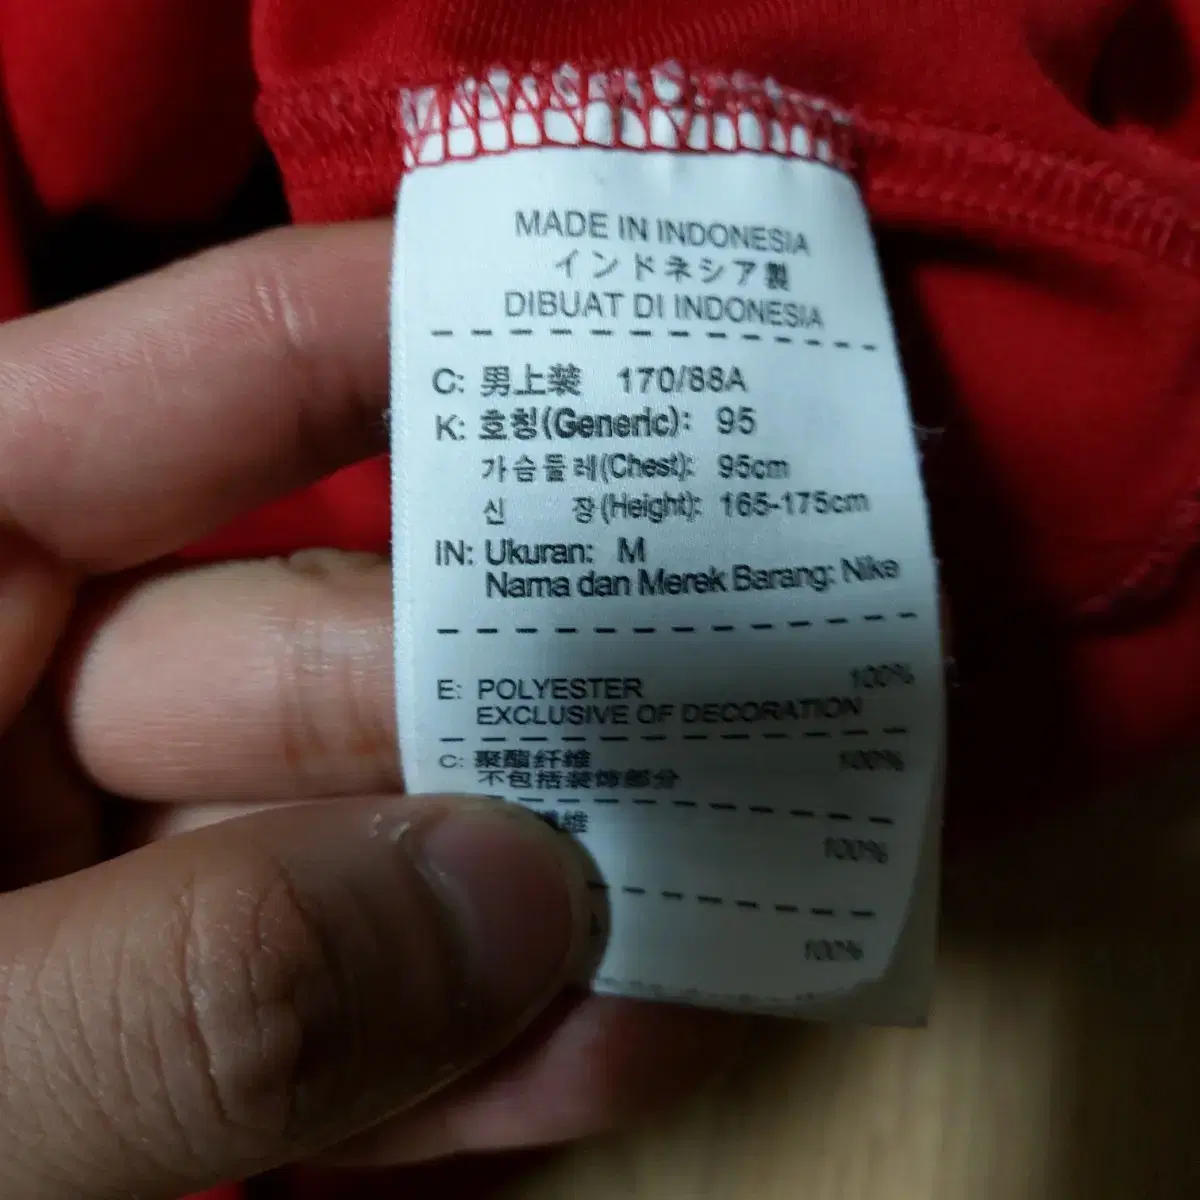 MADE IN INDONESIA
インドネシア製
DIBUAT DI INDONESIA
C: 男上装 170/88A
K: 호칭(Generic): 95
가슴둘레(Chest): 95cm
신 장(Height): 165-175cm
IN: Ukuran: M
Nama dan Merek Barang: Nike
E: POLYESTER 100%
EXCLUSIVE OF DECORATION
C: 聚酯纤维 100%
不包括装饰部分
維
100%
100%